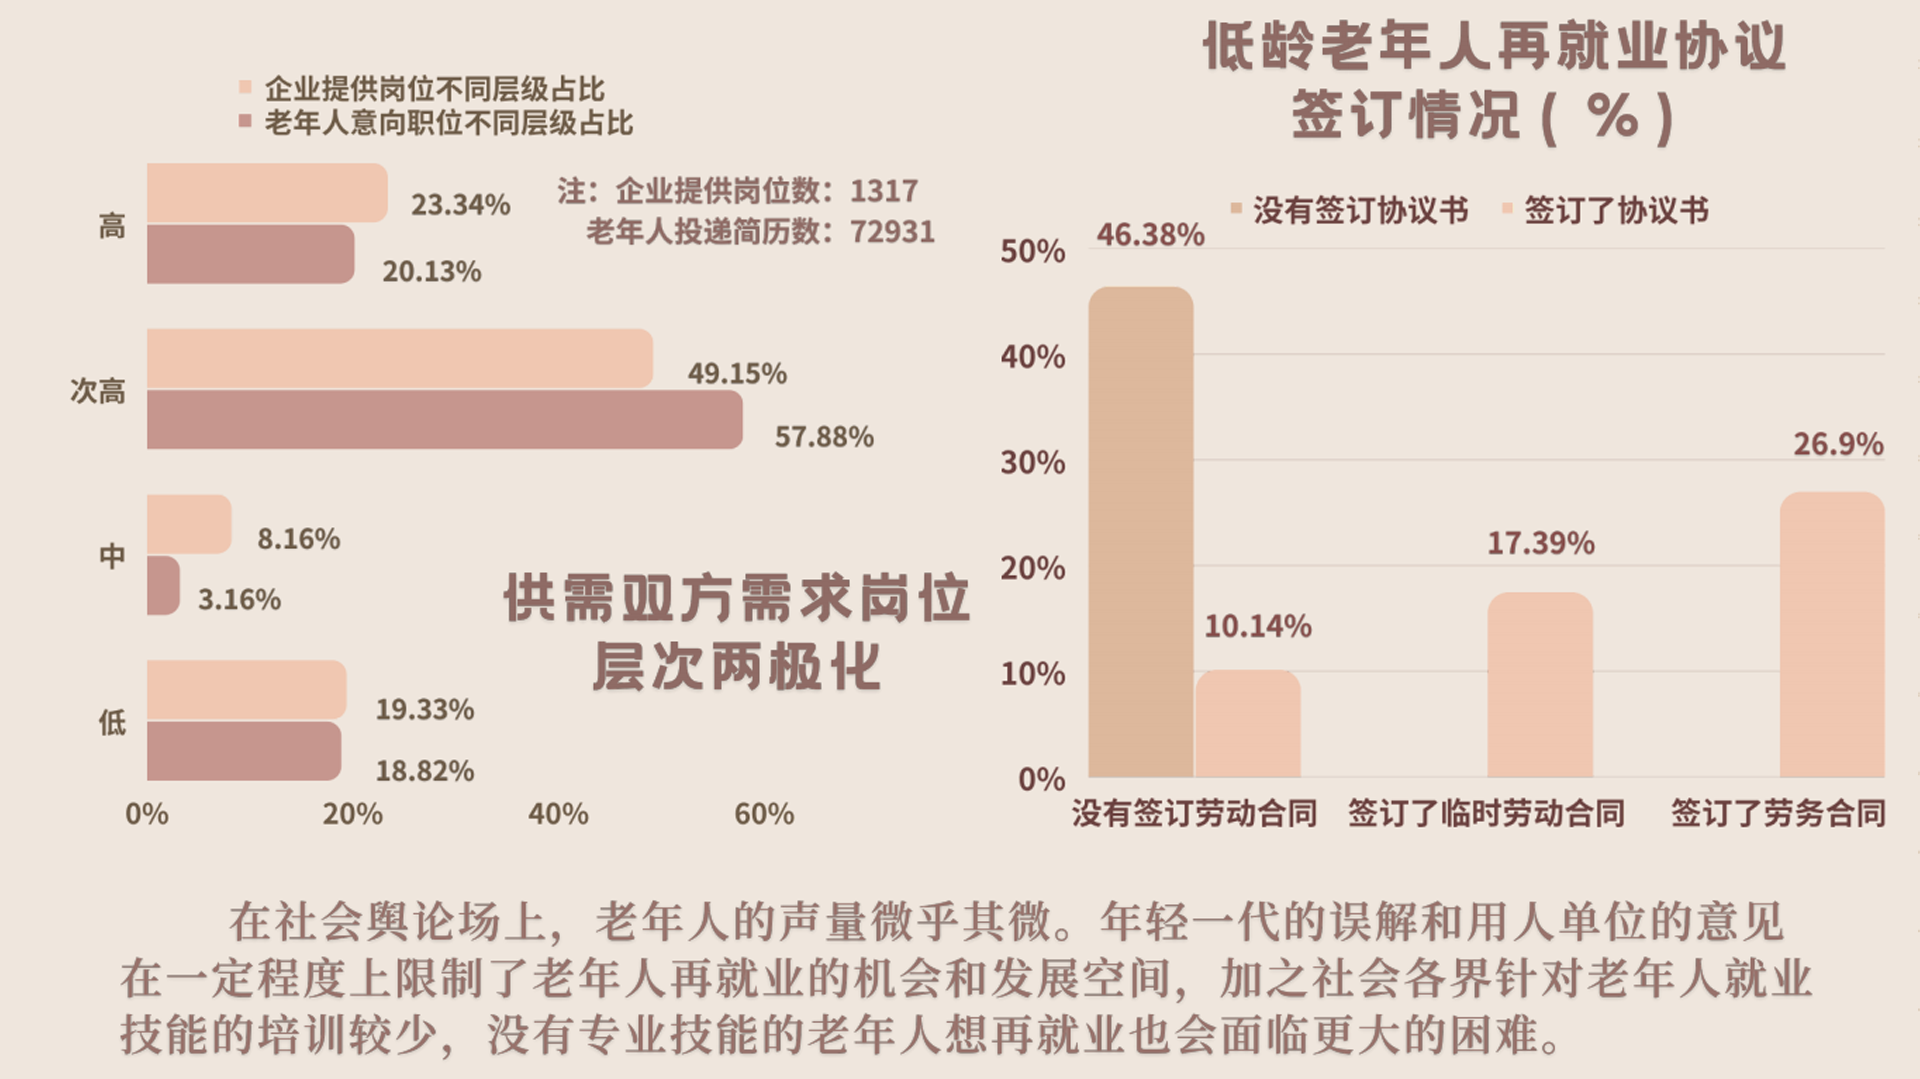 企业提供岗位不同层级占比
老年人意向职位不同层级占比
注：企业提供岗位数：1317
老年人投递简历数：72931
高
23.34%
20.13%
次高
49.15%
57.88%
中
8.16%
3.16%
低
19.33%
18.82%
0% 20% 40% 60%
供需双方需求岗位
层次两极化
低龄老年人再就业协议
签订情况（ %）
没有签订协议书 签订了协议书
50%
40%
30%
20%
10%
0%
46.38%
10.14%
17.39%
26.9%
没有签订劳动合同 签订了临时劳动合同 签订了劳务合同
在社会舆论场上，老年人的声量微乎其微。年轻一代的误解和用人单位的意见
在一定程度上限制了老年人再就业的机会和发展空间，加之社会各界针对老年人就业
技能的培训较少，没有专业技能的老年人想再就业也会面临更大的困难。